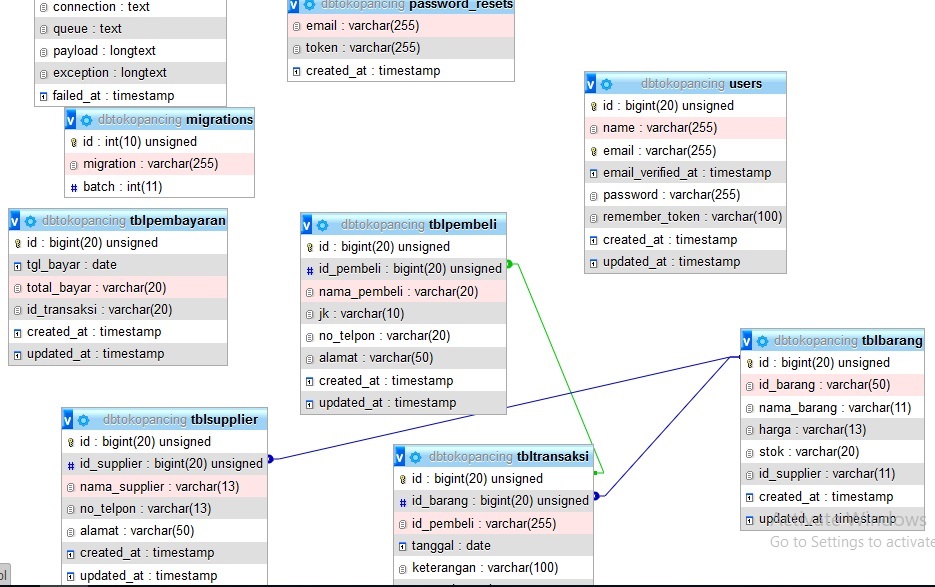 connection : text
queue : text
payload : longtext
exception : longtext
failed_at : timestamp
password_resets
email : varchar(255)
token : varchar(255)
created_at : timestamp
dbtokopancing users
id : bigint(20) unsigned
name : varchar(255)
email : varchar(255)
email_verified_at : timestamp
password : varchar(255)
remember_token : varchar(100)
created_at : timestamp
updated_at : timestamp
dbtokopancing migrations
id : int(10) unsigned
migration : varchar(255)
batch : int(11)
dbtokopancing tblpembayaran
id : bigint(20) unsigned
tgl_bayar : date
total_bayar : varchar(20)
id_transaksi : varchar(20)
created_at : timestamp
updated_at : timestamp
dbtokopancing tblpembeli
id : bigint(20) unsigned
id_pembeli : bigint(20) unsigned
nama_pembeli : varchar(20)
jk : varchar(10)
no_telpon : varchar(20)
alamat : varchar(50)
created_at : timestamp
updated_at : timestamp
dbtokopancing tblbarang
id : bigint(20) unsigned
id_barang : varchar(50)
nama_barang : varchar(11)
harga : varchar(13)
stok : varchar(20)
id_supplier : varchar(11)
created_at : timestamp
updated_at : timestamp
dbtokopancing tblsupplier
id : bigint(20) unsigned
id_supplier : bigint(20) unsigned
nama_supplier : varchar(13)
no_telpon : varchar(13)
alamat : varchar(50)
created_at : timestamp
updated_at : timestamp
dbtokopancing tbltransaksi
id : bigint(20) unsigned
id_barang : bigint(20) unsigned
id_pembeli : varchar(255)
tanggal : date
keterangan : varchar(100)
Activate Windows
Go to Settings to activate